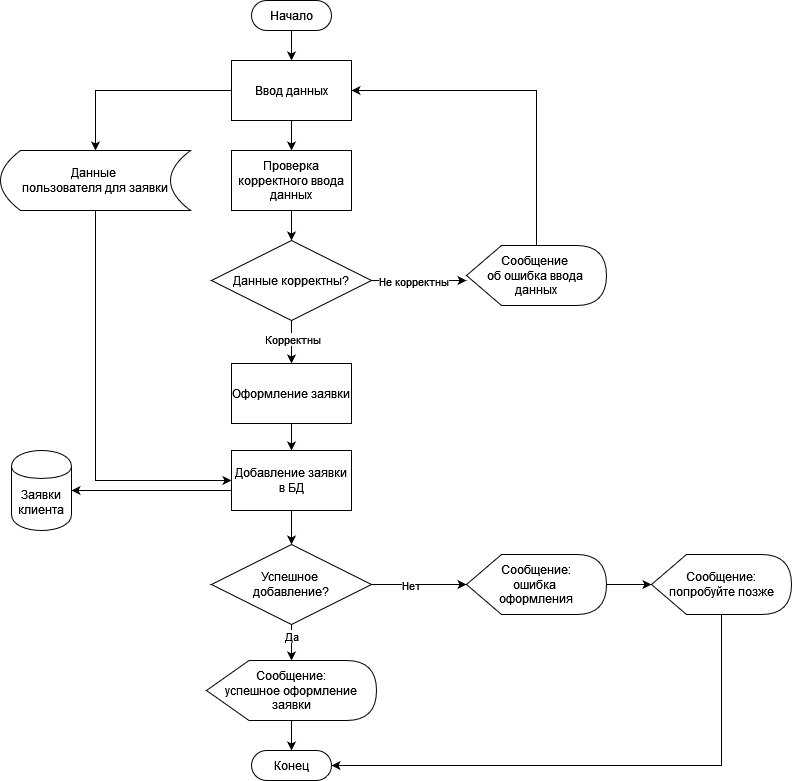 Начало
Ввод данных
Данные
пользователя для заявки
Проверка
корректного ввода
данных
Данные корректны?
Не корректны
Сообщение
об ошибка ввода
данных
Корректны
Оформление заявки
Добавление заявки
в БД
Заявки
клиента
Успешное
добавление?
Нет
Сообщение:
ошибка
оформления
Сообщение:
попробуйте позже
Да
Сообщение:
успешное оформление
заявки
Конец